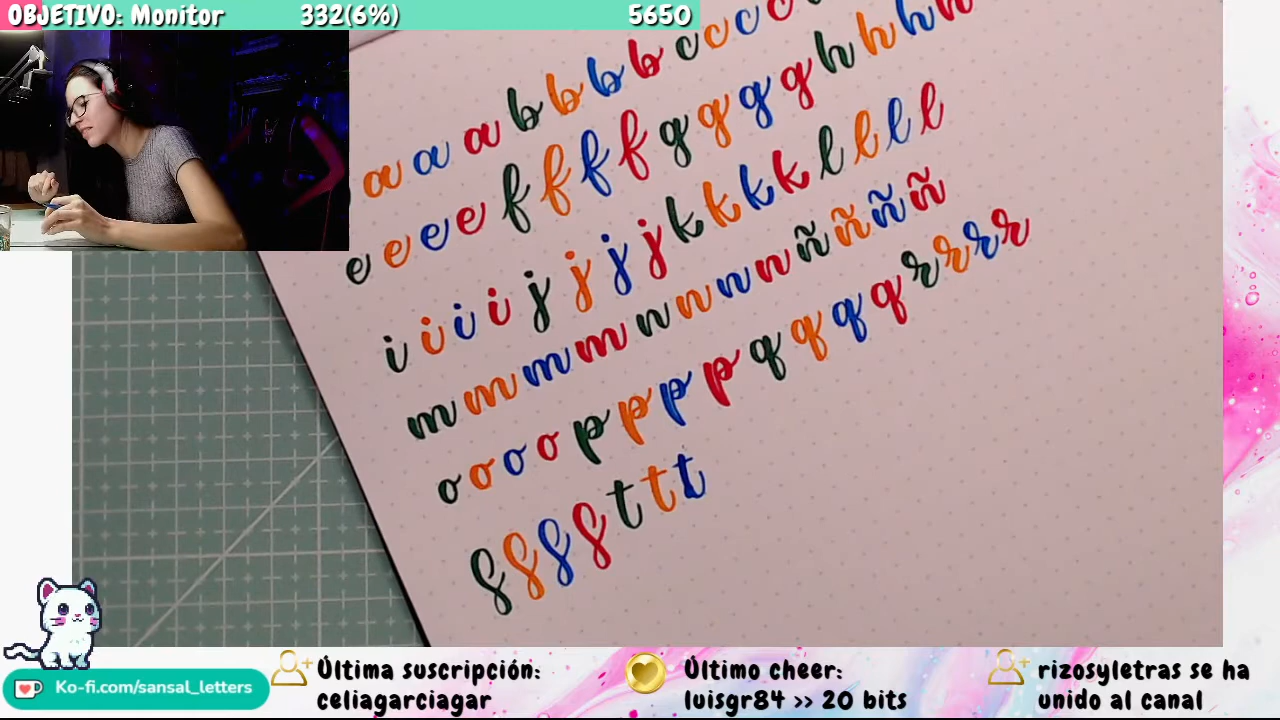 OBJETIVO: Monitor 332(6%) 5650
a a a b b b b c c c c
e e e e f f f f g g g g h h h h
i i i i j j j j k k k k l l l l
m m m m n n n n ñ ñ ñ ñ
o o o o p p p p q q q q r r r r
s s s s t t t
Ko-fi.com/sansal_letters
Última suscripción:
celiagarciagar
Último cheer:
luisgr84 >> 20 bits
rizosyletras se ha
unido al canal